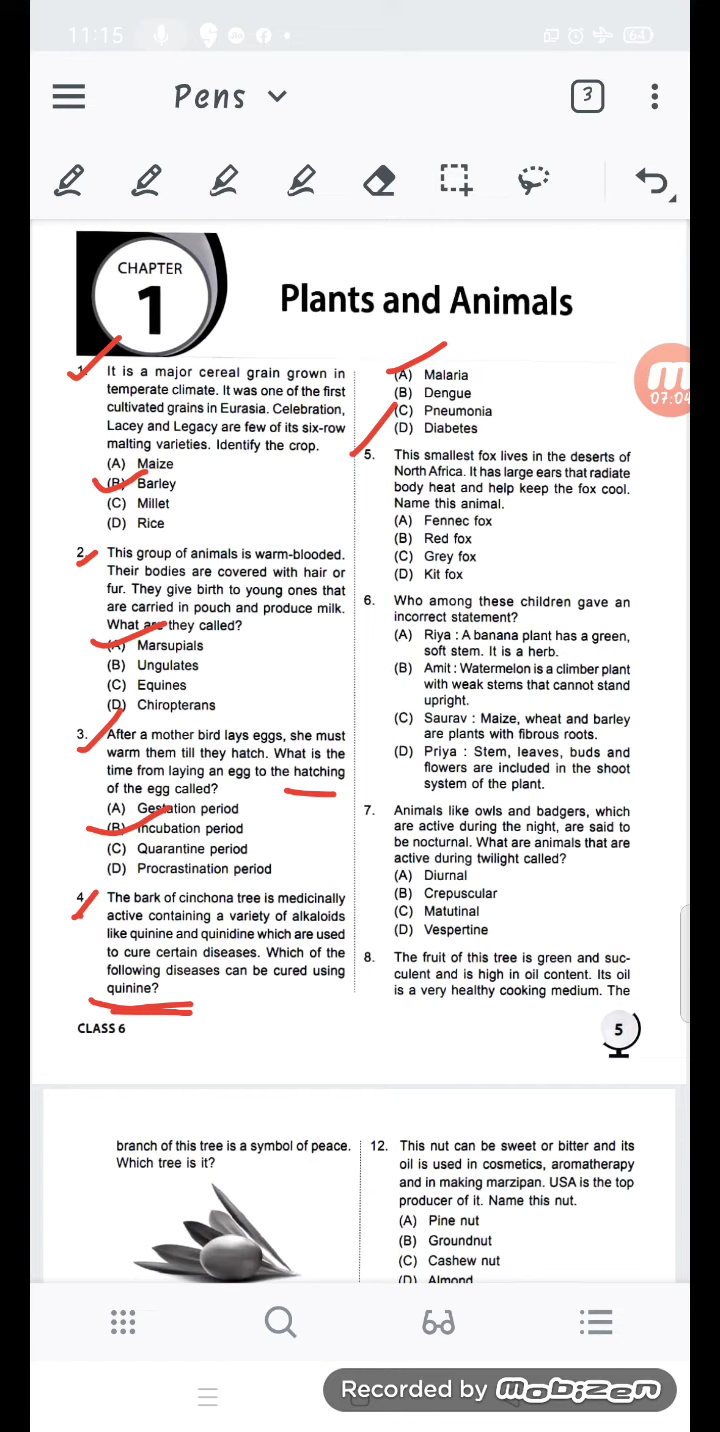 11:15
64
Pens
3
CHAPTER
1
Plants and Animals
1. It is a major cereal grain grown in
temperate climate. It was one of the first
cultivated grains in Eurasia. Celebration,
Lacey and Legacy are few of its six-row
malting varieties. Identify the crop.
(A) Maize
(B) Barley
(C) Millet
(D) Rice
2. This group of animals is warm-blooded.
Their bodies are covered with hair or
fur. They give birth to young ones that
are carried in pouch and produce milk.
What are they called?
(A) Marsupials
(B) Ungulates
(C) Equines
(D) Chiropterans
3. After a mother bird lays eggs, she must
warm them till they hatch. What is the
time from laying an egg to the hatching
of the egg called?
(A) Gestation period
(B) Incubation period
(C) Quarantine period
(D) Procrastination period
4. The bark of cinchona tree is medicinally
active containing a variety of alkaloids
like quinine and quinidine which are used
to cure certain diseases. Which of the
following diseases can be cured using
quinine?
(A) Malaria
(B) Dengue
(C) Pneumonia
(D) Diabetes
5. This smallest fox lives in the deserts of
North Africa. It has large ears that radiate
body heat and help keep the fox cool.
Name this animal.
(A) Fennec fox
(B) Red fox
(C) Grey fox
(D) Kit fox
6. Who among these children gave an
incorrect statement?
(A) Riya : A banana plant has a green,
soft stem. It is a herb.
(B) Amit : Watermelon is a climber plant
with weak stems that cannot stand
upright.
(C) Saurav : Maize, wheat and barley
are plants with fibrous roots.
(D) Priya : Stem, leaves, buds and
flowers are included in the shoot
system of the plant.
7. Animals like owls and badgers, which
are active during the night, are said to
be nocturnal. What are animals that are
active during twilight called?
(A) Diurnal
(B) Crepuscular
(C) Matutinal
(D) Vespertine
8. The fruit of this tree is green and suc-
culent and is high in oil content. Its oil
is a very healthy cooking medium. The
07:04
CLASS 6
5
branch of this tree is a symbol of peace.
Which tree is it?
12. This nut can be sweet or bitter and its
oil is used in cosmetics, aromatherapy
and in making marzipan. USA is the top
producer of it. Name this nut.
(A) Pine nut
(B) Groundnut
(C) Cashew nut
(D) Almond
Recorded by Mobizen